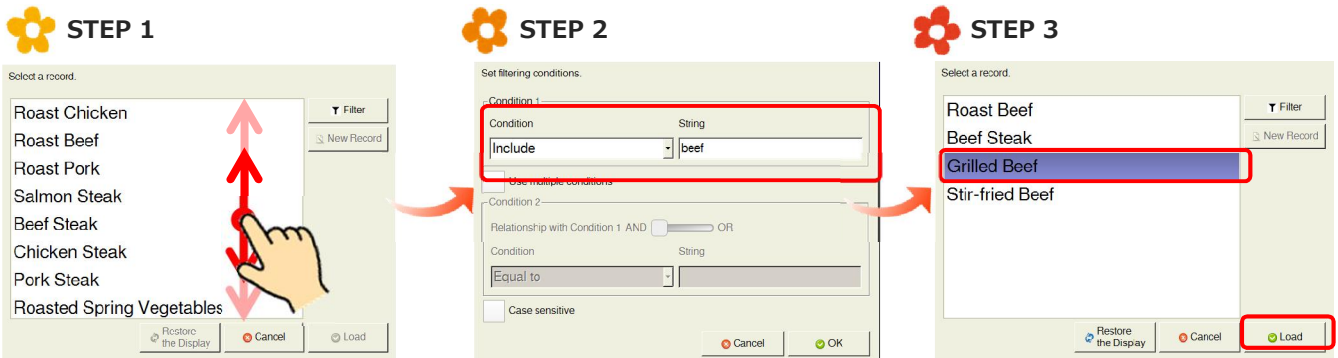 STEP 1
Select a record.
Roast Chicken
Roast Beef
Roast Pork
Salmon Steak
Beef Steak
Chicken Steak
Pork Steak
Roasted Spring Vegetables
Filter
New Record
Restore
the Display
Cancel
Load
STEP 2
Set filtering conditions.
Condition 1
Condition
String
Include
beef
Use multiple conditions
Condition 2
Relationship with Condition 1 AND OR
Condition
String
Equal to
Case sensitive
Cancel
OK
STEP 3
Select a record.
Roast Beef
Beef Steak
Grilled Beef
Stir-fried Beef
Filter
New Record
Restore
the Display
Cancel
Load